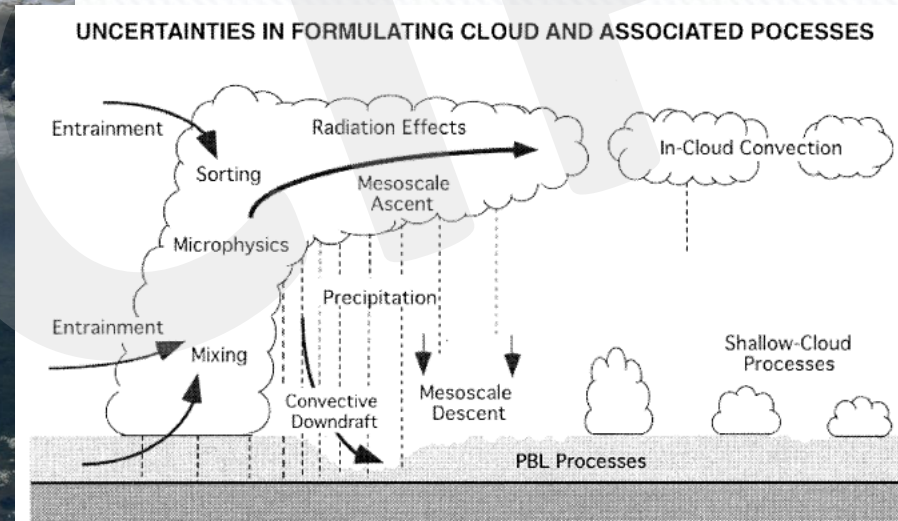 UNCERTAINTIES IN FORMULATING CLOUD AND ASSOCIATED POCESSES
Entrainment
Radiation Effects
In-Cloud Convection
Sorting
Mesoscale
Ascent
Microphysics
Precipitation
Entrainment
Mixing
Shallow-Cloud
Processes
Convective
Downdraft
Mesoscale
Descent
PBL Processes